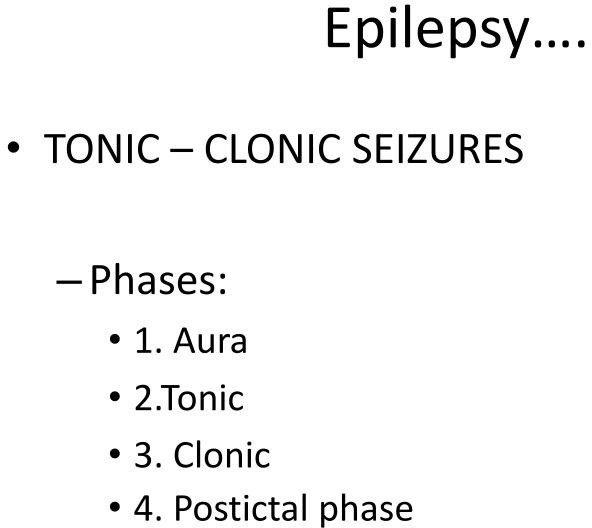 Epilepsy....
• TONIC – CLONIC SEIZURES
– Phases:
• 1. Aura
• 2.Tonic
• 3. Clonic
• 4. Postictal phase